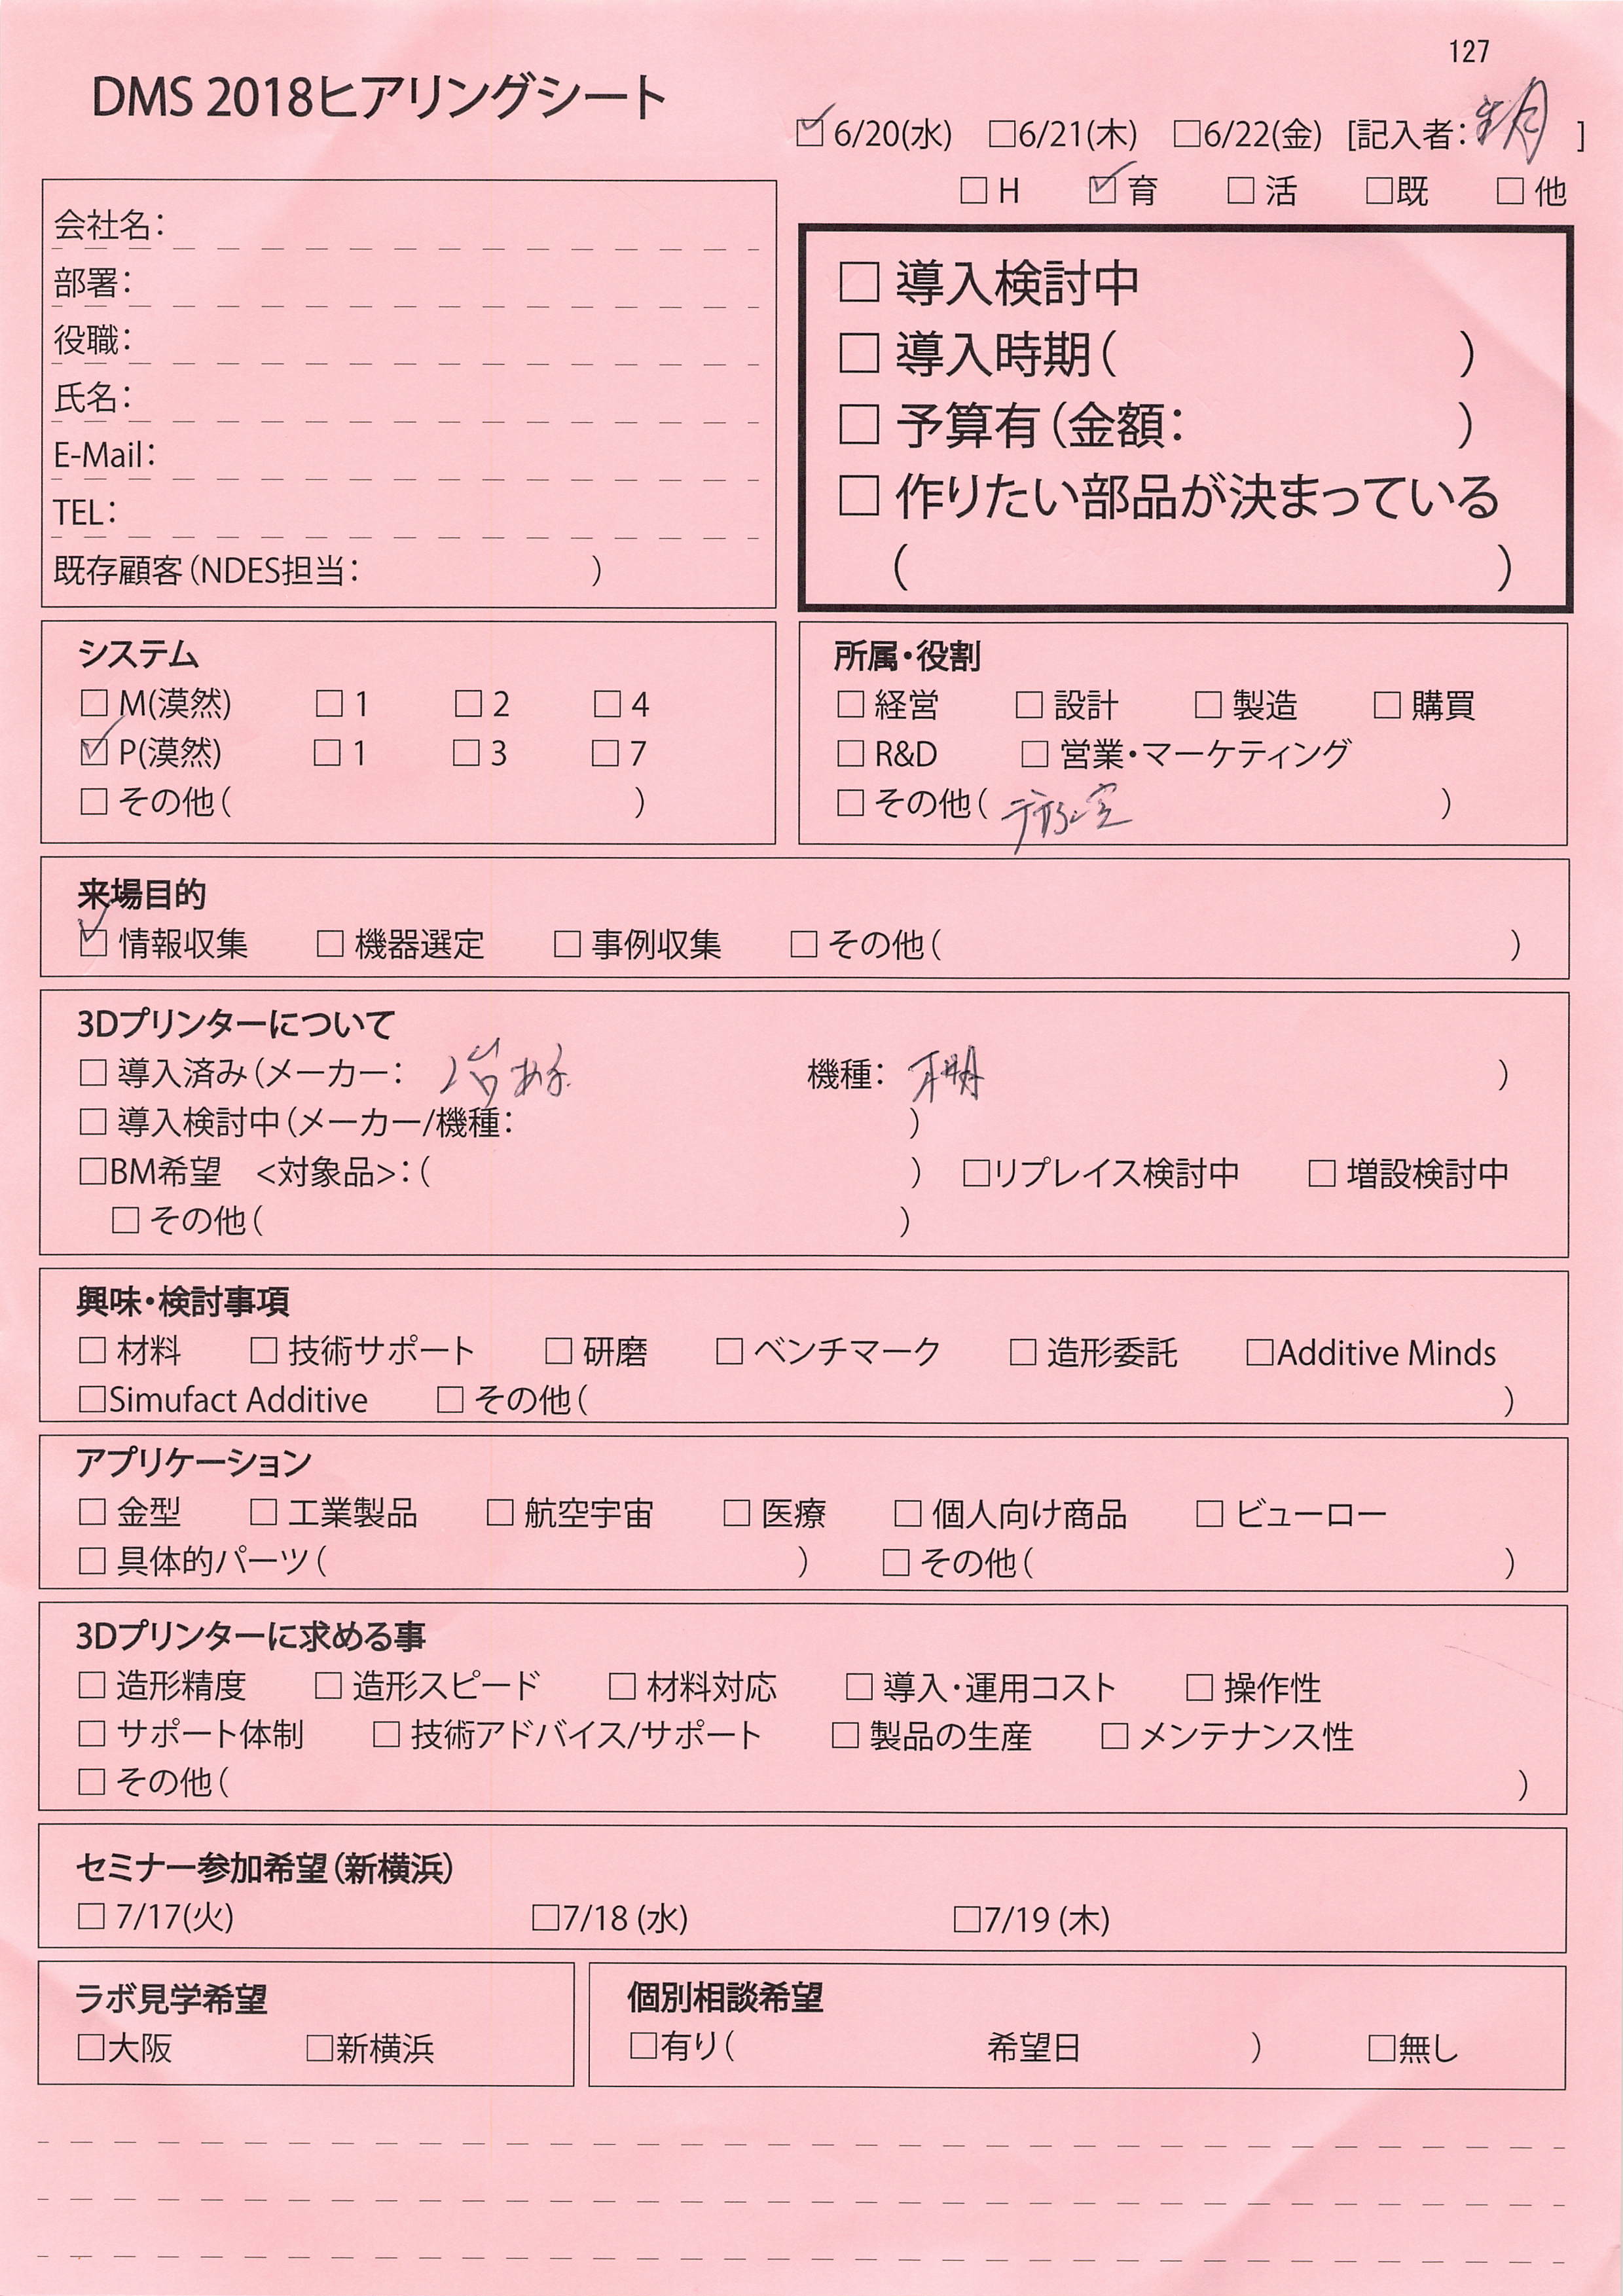 127
DMS 2018ヒアリングシート
☑ 6/20(水) □6/21(木) □6/22(金) [記入者: ]
□ H ☑ 育 □ 活 □既 □ 他
会社名:
部署:
役職:
氏名:
E-Mail:
TEL:
既存顧客(NDES担当: )
□ 導入検討中
□ 導入時期( )
□ 予算有(金額: )
□ 作りたい部品が決まっている
( )
システム
□ M(漠然) □ 1 □ 2 □ 4
☑ P(漠然) □ 1 □ 3 □ 7
□ その他( )
所属・役割
□ 経営 □ 設計 □ 製造 □ 購買
□ R&D □ 営業・マーケティング
□ その他( )
来場目的
☑ 情報収集 □ 機器選定 □ 事例収集 □ その他( )
3Dプリンターについて
□ 導入済み(メーカー: 機種: 不明 )
□ 導入検討中(メーカー/機種: )
□BM希望 <対象品>:( ) □リプレイス検討中 □ 増設検討中
□ その他( )
興味・検討事項
□ 材料 □ 技術サポート □ 研磨 □ ベンチマーク □ 造形委託 □Additive Minds
□Simufact Additive □ その他( )
アプリケーション
□ 金型 □ 工業製品 □ 航空宇宙 □ 医療 □ 個人向け商品 □ ビューロー
□ 具体的パーツ( ) □ その他( )
3Dプリンターに求める事
□ 造形精度 □ 造形スピード □ 材料対応 □ 導入・運用コスト □ 操作性
□ サポート体制 □ 技術アドバイス/サポート □ 製品の生産 □ メンテナンス性
□ その他( )
セミナー参加希望(新横浜)
□ 7/17(火) □7/18 (水) □7/19 (木)
ラボ見学希望
□大阪 □新横浜
個別相談希望
□有り( 希望日 ) □無し